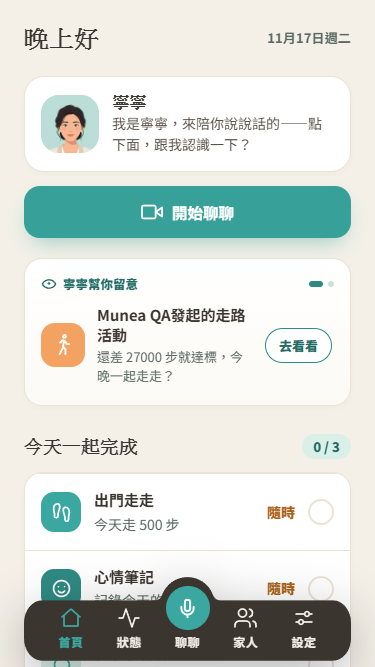 晚上好
11月17日週二
寧寧
我是寧寧，來陪你說說話的——點
下面，跟我認識一下？
開始聊聊
寧寧幫你留意
Munea QA發起的走路
活動
還差 27000 步就達標，今
晚一起走走？
去看看
今天一起完成
0 / 3
出門走走
今天走 500 步
隨時
心情筆記
隨時
首頁
狀態
聊聊
家人
設定